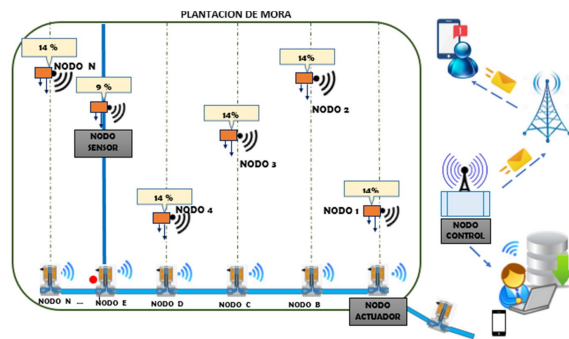 PLANTACION DE MORA
14 %
NODO N
9 %
NODO
SENSOR
14%
NODO 2
14%
NODO 3
14 %
NODO 4
14%
NODO 1
NODO
CONTROL
NODO N ...
NODO E
NODO D
NODO C
NODO B
NODO
ACTUADOR